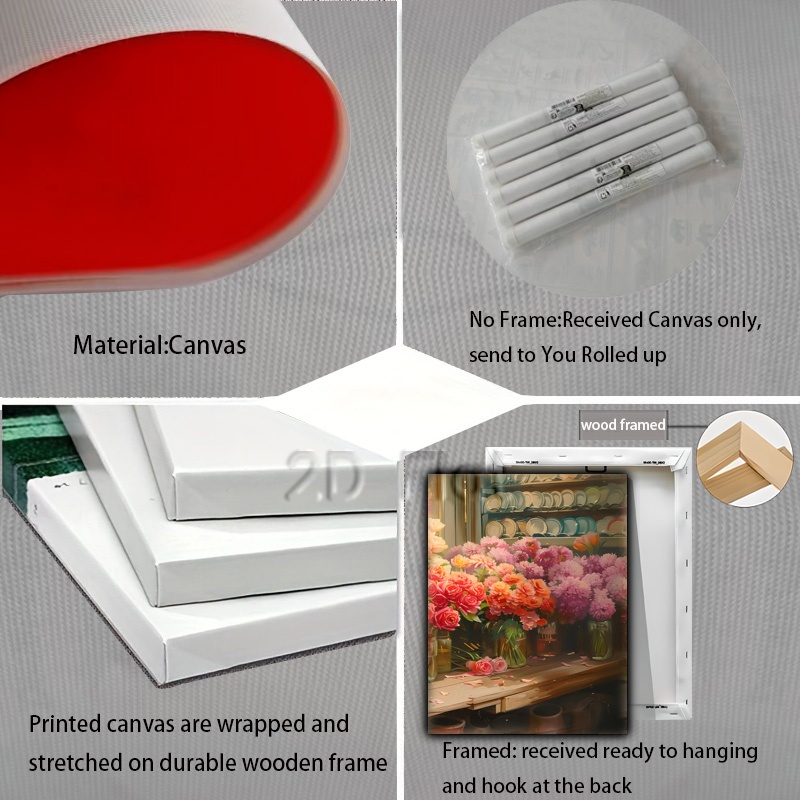 Material:Canvas
No Frame:Received Canvas only,
send to You Rolled up
wood framed
2D
Printed canvas are wrapped and
stretched on durable wooden frame
Framed: received ready to hanging
and hook at the back